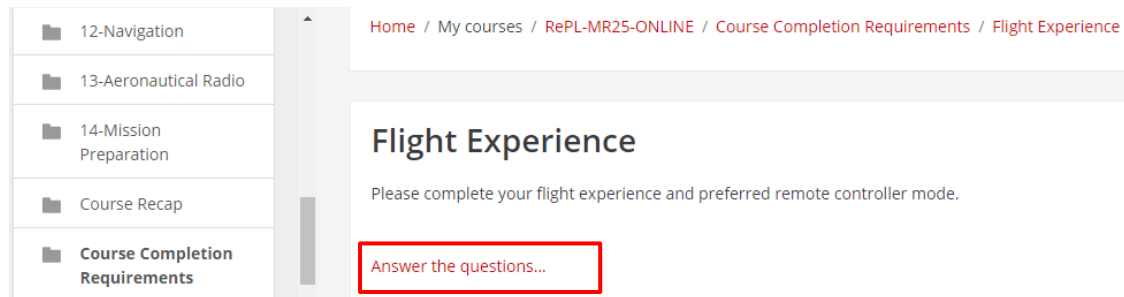 12-Navigation
13-Aeronautical Radio
14-Mission
Preparation
Course Recap
Course Completion
Requirements
Home / My courses / RePL-MR25-ONLINE / Course Completion Requirements / Flight Experience
Flight Experience
Please complete your flight experience and preferred remote controller mode.
Answer the questions...